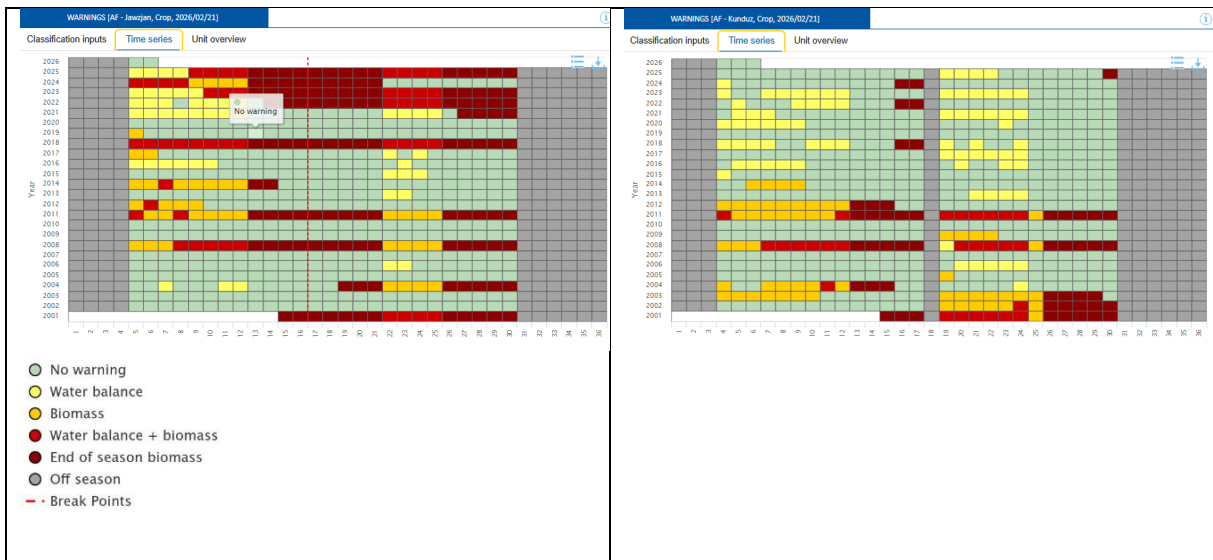 WARNINGS [AF - Jawzjan, Crop, 2026/02/21]
i
Classification inputs Time series Unit overview
2026
2025
2024
2023
2022
2021
2020
2019
2018
2017
2016
2015
2014
2013
2012
2011
2010
2009
2008
2007
2006
2005
2004
2003
2002
2001
Year
No warning
1 2 3 4 5 6 7 8 9 10 11 12 13 14 15 16 17 18 19 20 21 22 23 24 25 26 27 28 29 30 31 32 33 34 35 36
No warning
Water balance
Biomass
Water balance + biomass
End of season biomass
Off season
Break Points
WARNINGS [AF - Kunduz, Crop, 2026/02/21]
i
Classification inputs Time series Unit overview
2026
2025
2024
2023
2022
2021
2020
2019
2018
2017
2016
2015
2014
2013
2012
2011
2010
2009
2008
2007
2006
2005
2004
2003
2002
2001
Year
1 2 3 4 5 6 7 8 9 10 11 12 13 14 15 16 17 18 19 20 21 22 23 24 25 26 27 28 29 30 31 32 33 34 35 36